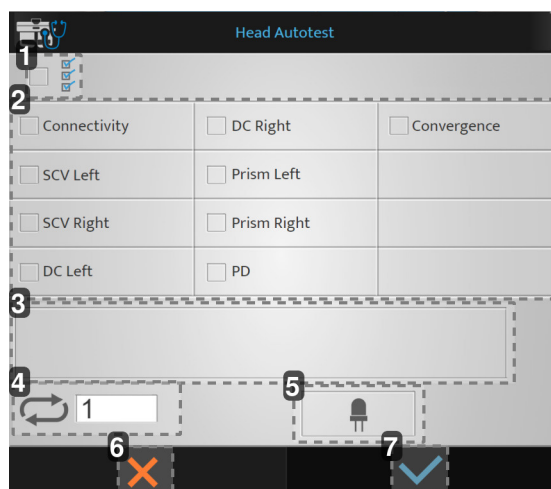 Head Autotest
1
2
Connectivity DC Right Convergence
SCV Left Prism Left
SCV Right Prism Right
DC Left PD
3
4
1
5
6
7